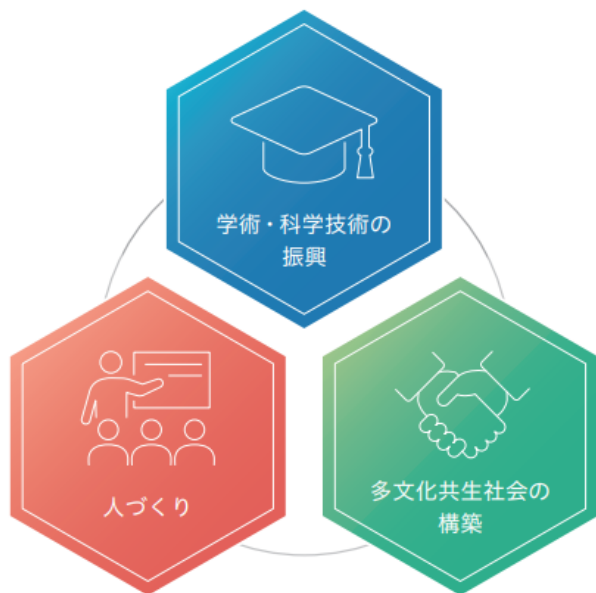 学術・科学技術の
振興
人づくり
多文化共生社会の
構築